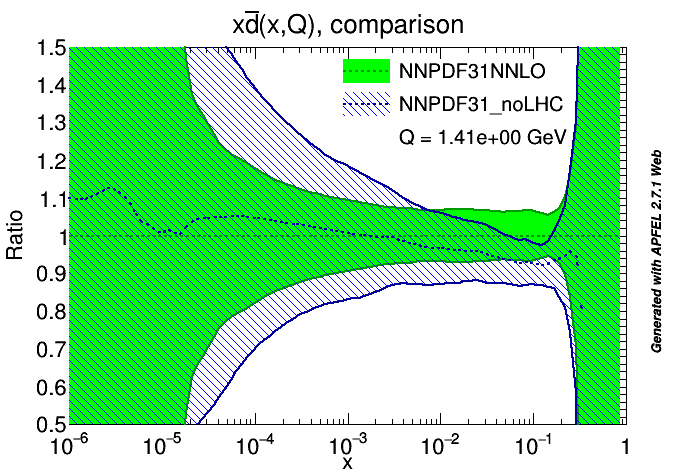 xd̅(x,Q), comparison
NNPDF31NNLO
NNPDF31_noLHC
Q = 1.41e+00 GeV
Ratio
1.5
1.4
1.3
1.2
1.1
1
0.9
0.8
0.7
0.6
0.5
10⁻⁶ 10⁻⁵ 10⁻⁴ 10⁻³ 10⁻² 10⁻¹ 1
x
Generated with APFEL 2.7.1 Web